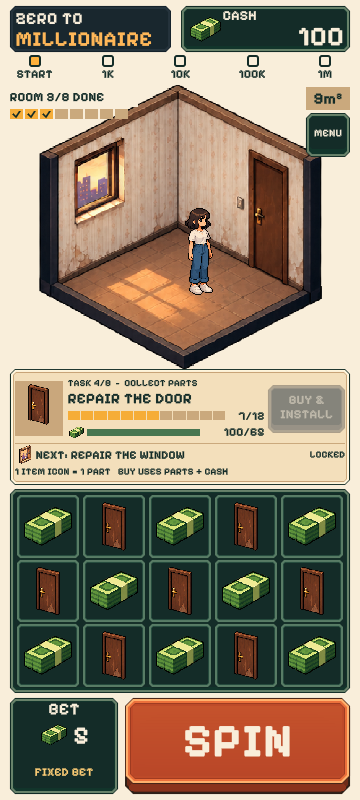 ZERO TO
MILLIONAIRE
CASH
100
START
1K
10K
100K
1M
ROOM 3/8 DONE
9m²
MENU
TASK 4/8 - COLLECT PARTS
REPAIR THE DOOR
7/12
100/68
BUY &
INSTALL
NEXT: REPAIR THE WINDOW
LOCKED
1 ITEM ICON = 1 PART BUY USES PARTS + CASH
BET
8
FIXED BET
SPIN